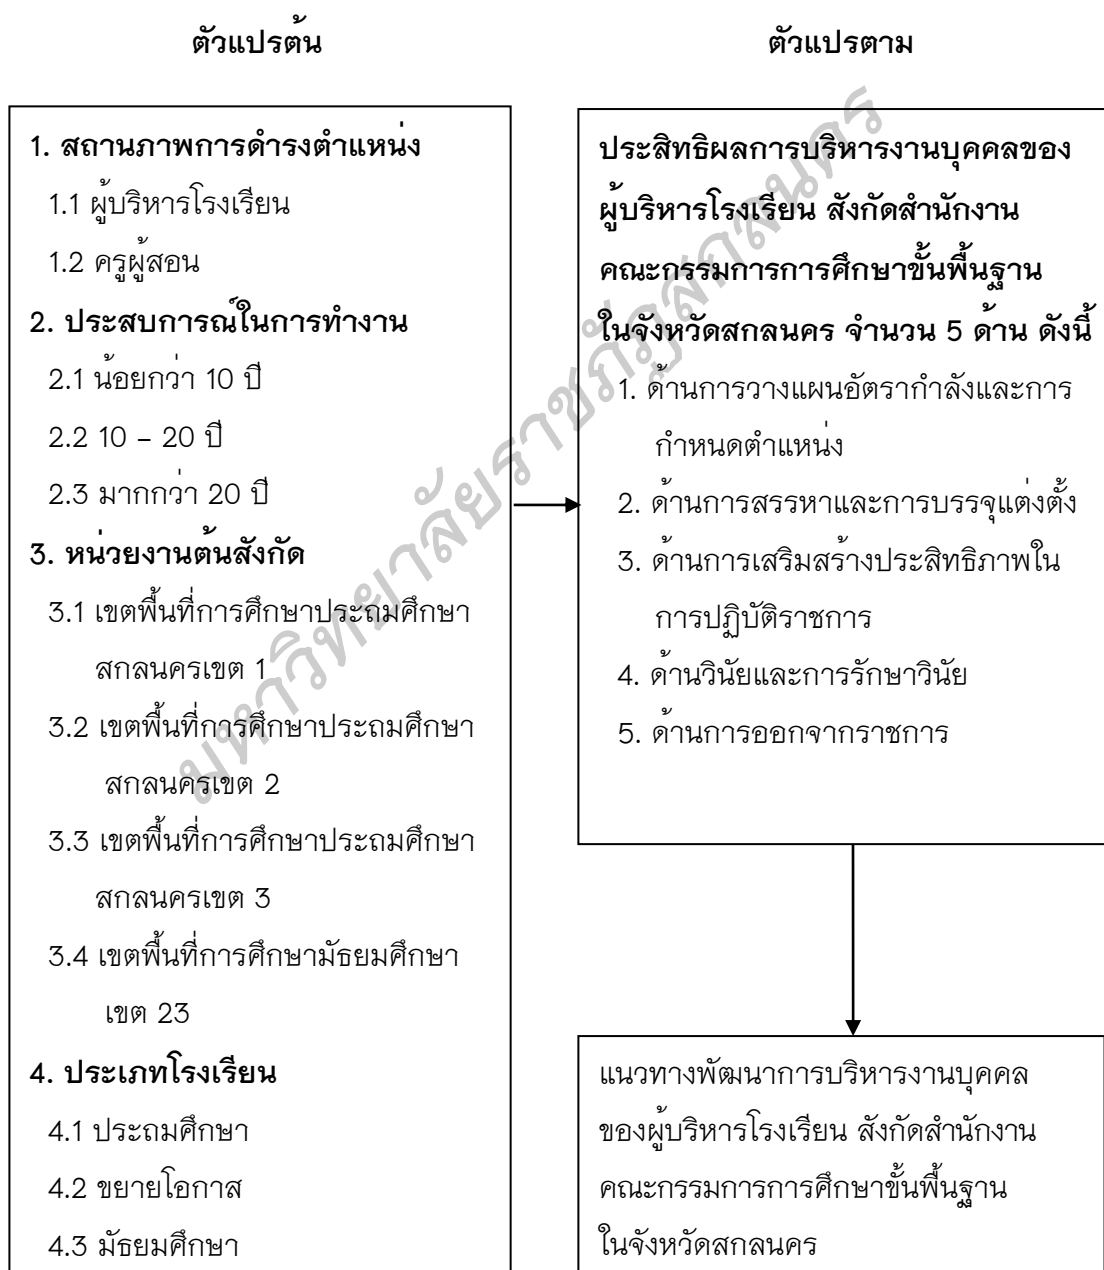 ตัวแปรต้น
ตัวแปรตาม
1. สถานภาพการดำรงตำแหน่ง
1.1 ผู้บริหารโรงเรียน
1.2 ครูผู้สอน
2. ประสบการณ์ในการทำงาน
2.1 น้อยกว่า 10 ปี
2.2 10 – 20 ปี
2.3 มากกว่า 20 ปี
3. หน่วยงานต้นสังกัด
3.1 เขตพื้นที่การศึกษาประถมศึกษา
สกลนครเขต 1
3.2 เขตพื้นที่การศึกษาประถมศึกษา
สกลนครเขต 2
3.3 เขตพื้นที่การศึกษาประถมศึกษา
สกลนครเขต 3
3.4 เขตพื้นที่การศึกษามัธยมศึกษา
เขต 23
4. ประเภทโรงเรียน
4.1 ประถมศึกษา
4.2 ขยายโอกาส
4.3 มัธยมศึกษา
ประสิทธิผลการบริหารงานบุคคลของ
ผู้บริหารโรงเรียน สังกัดสำนักงาน
คณะกรรมการการศึกษาขั้นพื้นฐาน
ในจังหวัดสกลนคร จำนวน 5 ด้าน ดังนี้
1. ด้านการวางแผนอัตรากำลังและการ
กำหนดตำแหน่ง
2. ด้านการสรรหาและการบรรจุแต่งตั้ง
3. ด้านการเสริมสร้างประสิทธิภาพใน
การปฏิบัติราชการ
4. ด้านวินัยและการรักษาวินัย
5. ด้านการออกจากราชการ
แนวทางพัฒนาการบริหารงานบุคคล
ของผู้บริหารโรงเรียน สังกัดสำนักงาน
คณะกรรมการการศึกษาขั้นพื้นฐาน
ในจังหวัดสกลนคร
มหาวิทยาลัยราชภัฏสกลนคร